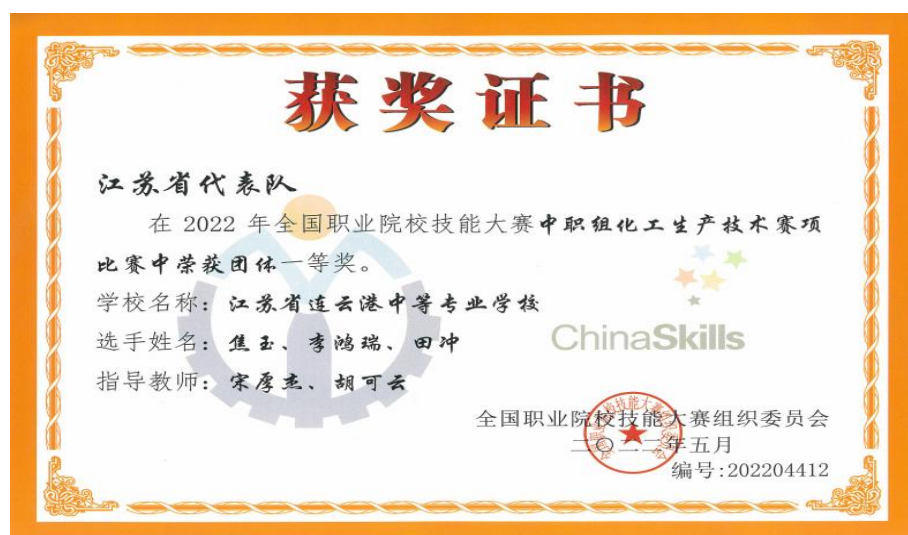 获奖证书
江苏省代表队
在 2022 年全国职业院校技能大赛中职组化工生产技术赛项
比赛中荣获团体一等奖。
学校名称：江苏省连云港中等专业学校
ChinaSkills
选手姓名：焦玉、李鸿瑞、田冲
指导教师：宋厚杰、胡可云
全国职业院校技能大赛组织委员会
二〇二二年五月
编号:202204412